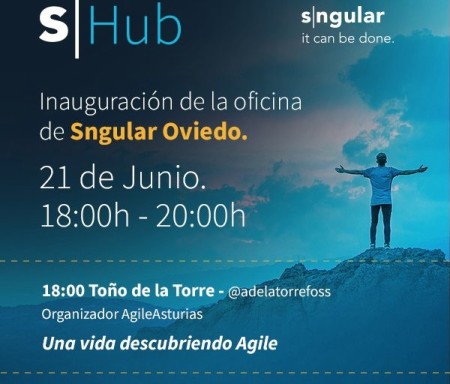 s|Hub
s|ngular
it can be done.
Inauguración de la oficina
de Sngular Oviedo.
21 de Junio.
18:00h - 20:00h
18:00 Toño de la Torre - @adelatorrefoss
Organizador AgileAsturias
Una vida descubriendo Agile